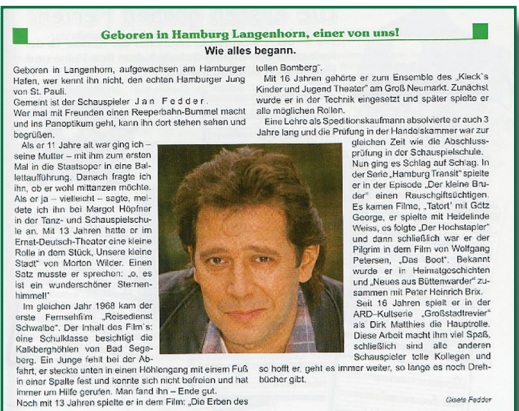 Geboren in Hamburg Langenhorn, einer von uns!
Wie alles begann.
Geboren in Langenhorn, aufgewachsen am Hamburger
Hafen, wer kennt ihn nicht, den echten Hamburger Jung
von St. Pauli.
Gemeint ist der Schauspieler Jan Fedder.
Wer mal mit Freunden einen Reeperbahn-Bummel macht
und ins Panoptikum geht, kann ihn dort stehen sehen und
begrüßen.
Als er 11 Jahre alt war ging ich –
seine Mutter – mit ihm zum ersten
Mal in die Staatsoper in eine Bal-
lettaufführung. Danach fragte ich
ihn, ob er wohl mittanzen möchte.
Als er ja – vielleicht – sagte, mel-
dete ich ihn bei Margot Höpfner
in der Tanz- und Schauspielschu-
le an. Mit 13 Jahren hatte er im
Ernst-Deutsch-Theater eine kleine
Rolle in dem Stück, Unsere kleine
Stadt" von Morton Wilder. Einen
Satz musste er sprechen: „o, es
ist ein wunderschöner Sternen-
himmel!"
Im gleichen Jahr 1968 kam der
erste Fernsehfilm „Reisedienst
Schwalbe". Der Inhalt des Film´s:
eine Schulklasse besichtigt die
Kalkberghöhlen von Bad Sege-
berg. Ein Junge fehlt bei der Ab-
fahrt, er steckte unten in einen Höhlengang mit einem Fuß
in einer Spalte fest und konnte sich nicht befreien und hat
immer um Hilfe gerufen. Man fand ihn – Ende gut.
Noch mit 13 Jahren spielte er in dem Film: „Die Erben des
tollen Bomberg".
Mit 16 Jahren gehörte er zum Ensemble des „Kleck´s
Kinder und Jugend Theater" am Groß Neumarkt. Zunächst
wurde er in der Technik eingesetzt und später spielte er
alle möglichen Rollen.
Eine Lehre als Speditionskaufmann absolvierte er auch 3
Jahre lang und die Prüfung in der Handelskammer war zur
gleichen Zeit wie die Abschluss-
prüfung in der Schauspielschule.
Nun ging es Schlag auf Schlag. In
der Serie „Hamburg Transit" spielte
er in der Episode „Der kleine Bru-
der" einen Rauschgiftsüchtigen.
Es kamen Filme, „Tatort" mit Götz
George, er spielte mit Heidelinde
Weiss, es folgte „Der Hochstapler"
und dann schließlich war er der
Pilgrim in dem Film von Wolfgang
Petersen, „Das Boot". Bekannt
wurde er in Heimatgeschichten
und „Neues aus Büttenwarder" zu-
sammen mit Peter Heinrich Brix.
Seit 16 Jahren spielt er in der
ARD-Kultserie „Großstadtrevier"
als Dirk Matthies die Hauptrolle.
Diese Arbeit macht ihm viel Spaß,
schließlich sind alle anderen
Schauspieler tolle Kollegen und
so hofft er, geht es immer weiter, so lange es noch Dreh-
bücher gibt.
Gisela Fedder